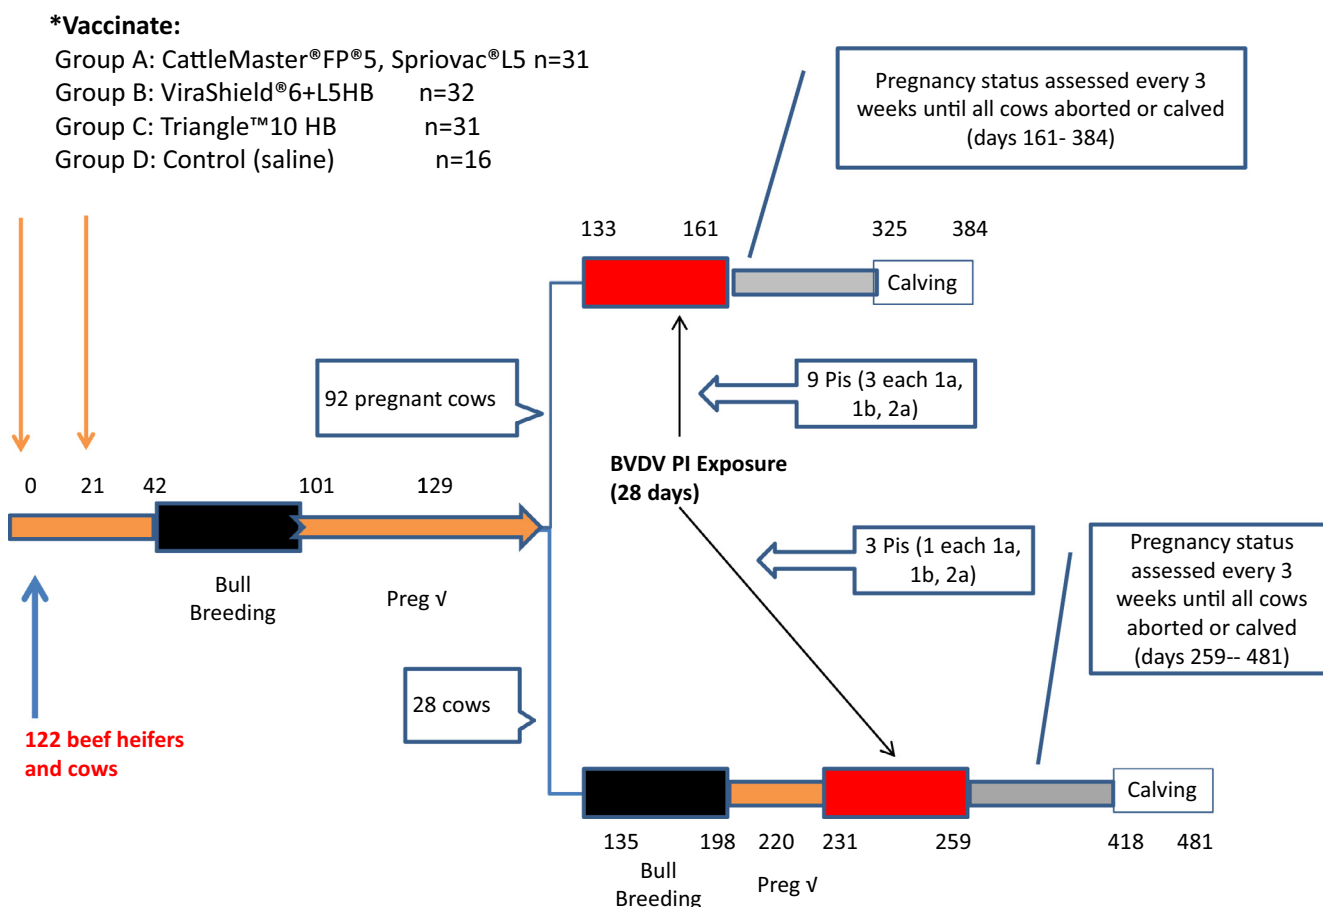 *Vaccinate:
Group A: CattleMaster®FP®5, Spriovac®L5 n=31
Group B: ViraShield®6+L5HB n=32
Group C: Triangle™10 HB n=31
Group D: Control (saline) n=16
Pregnancy status assessed every 3
weeks until all cows aborted or calved
(days 161- 384)
133 161 325 384
Calving
92 pregnant cows
9 Pis (3 each 1a,
1b, 2a)
BVDV PI Exposure
(28 days)
0 21 42 101 129
Bull
Breeding
Preg √
3 Pis (1 each 1a,
1b, 2a)
Pregnancy status
assessed every 3
weeks until all cows
aborted or calved
(days 259-- 481)
28 cows
122 beef heifers
and cows
Calving
135 198 220 231 259 418 481
Bull
Breeding
Preg √